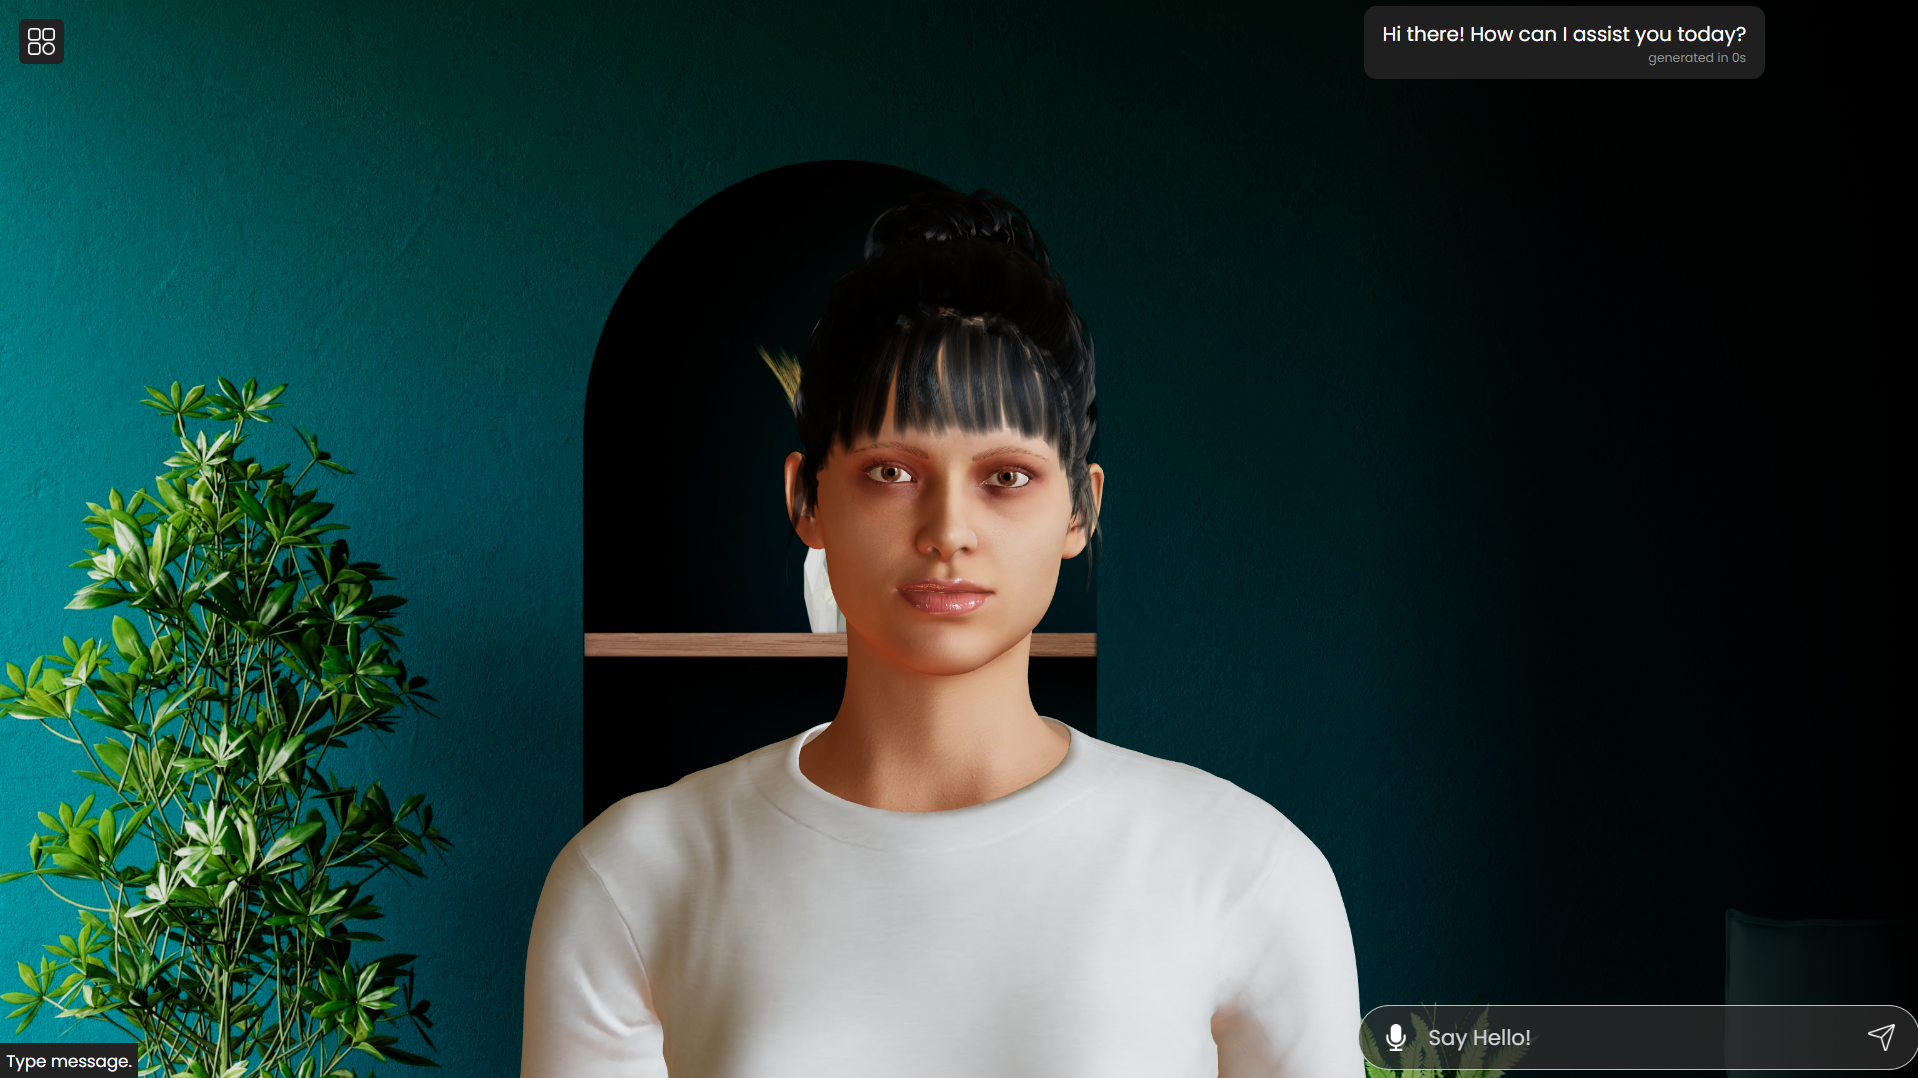 Hi there! How can I assist you today?
generated in 0s
Say Hello!
Type message.